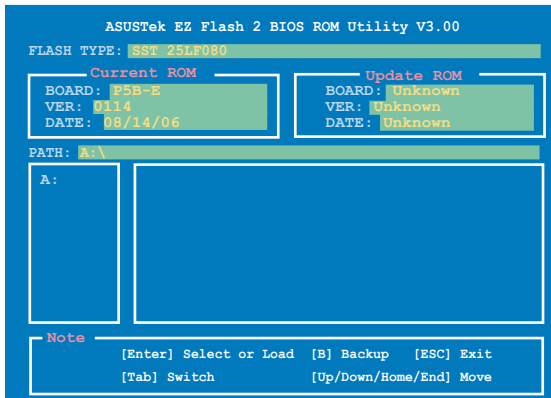 ASUSTek EZ Flash 2 BIOS ROM Utility V3.00
FLASH TYPE: SST 25LF080
Current ROM
BOARD: P5B-E
VER: 0114
DATE: 08/14/06
Update ROM
BOARD: Unknown
VER: Unknown
DATE: Unknown
PATH: A:\
A:
Note
[Enter] Select or Load [B] Backup [ESC] Exit
[Tab] Switch [Up/Down/Home/End] Move